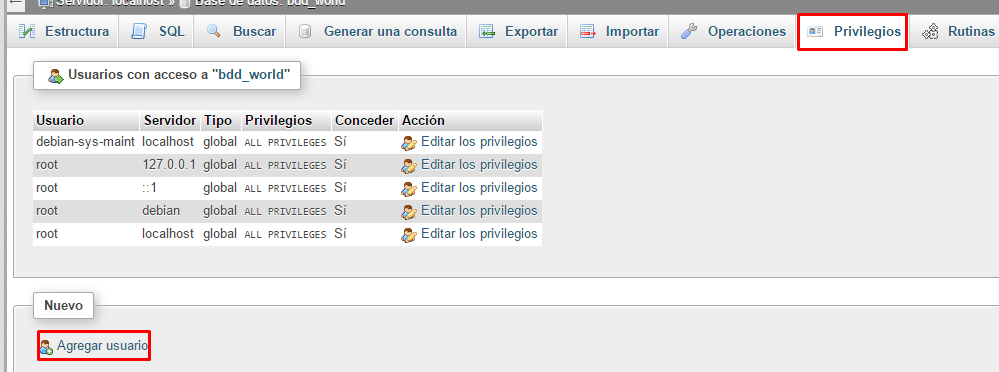 Servidor: localhost » Base de datos: bdd_world
Estructura SQL Buscar Generar una consulta Exportar Importar Operaciones Privilegios Rutinas
Usuarios con acceso a "bdd_world"
Usuario Servidor Tipo Privilegios Conceder Acción
debian-sys-maint localhost global ALL PRIVILEGES Sí Editar los privilegios
root 127.0.0.1 global ALL PRIVILEGES Sí Editar los privilegios
root ::1 global ALL PRIVILEGES Sí Editar los privilegios
root debian global ALL PRIVILEGES Sí Editar los privilegios
root localhost global ALL PRIVILEGES Sí Editar los privilegios
Nuevo
Agregar usuario